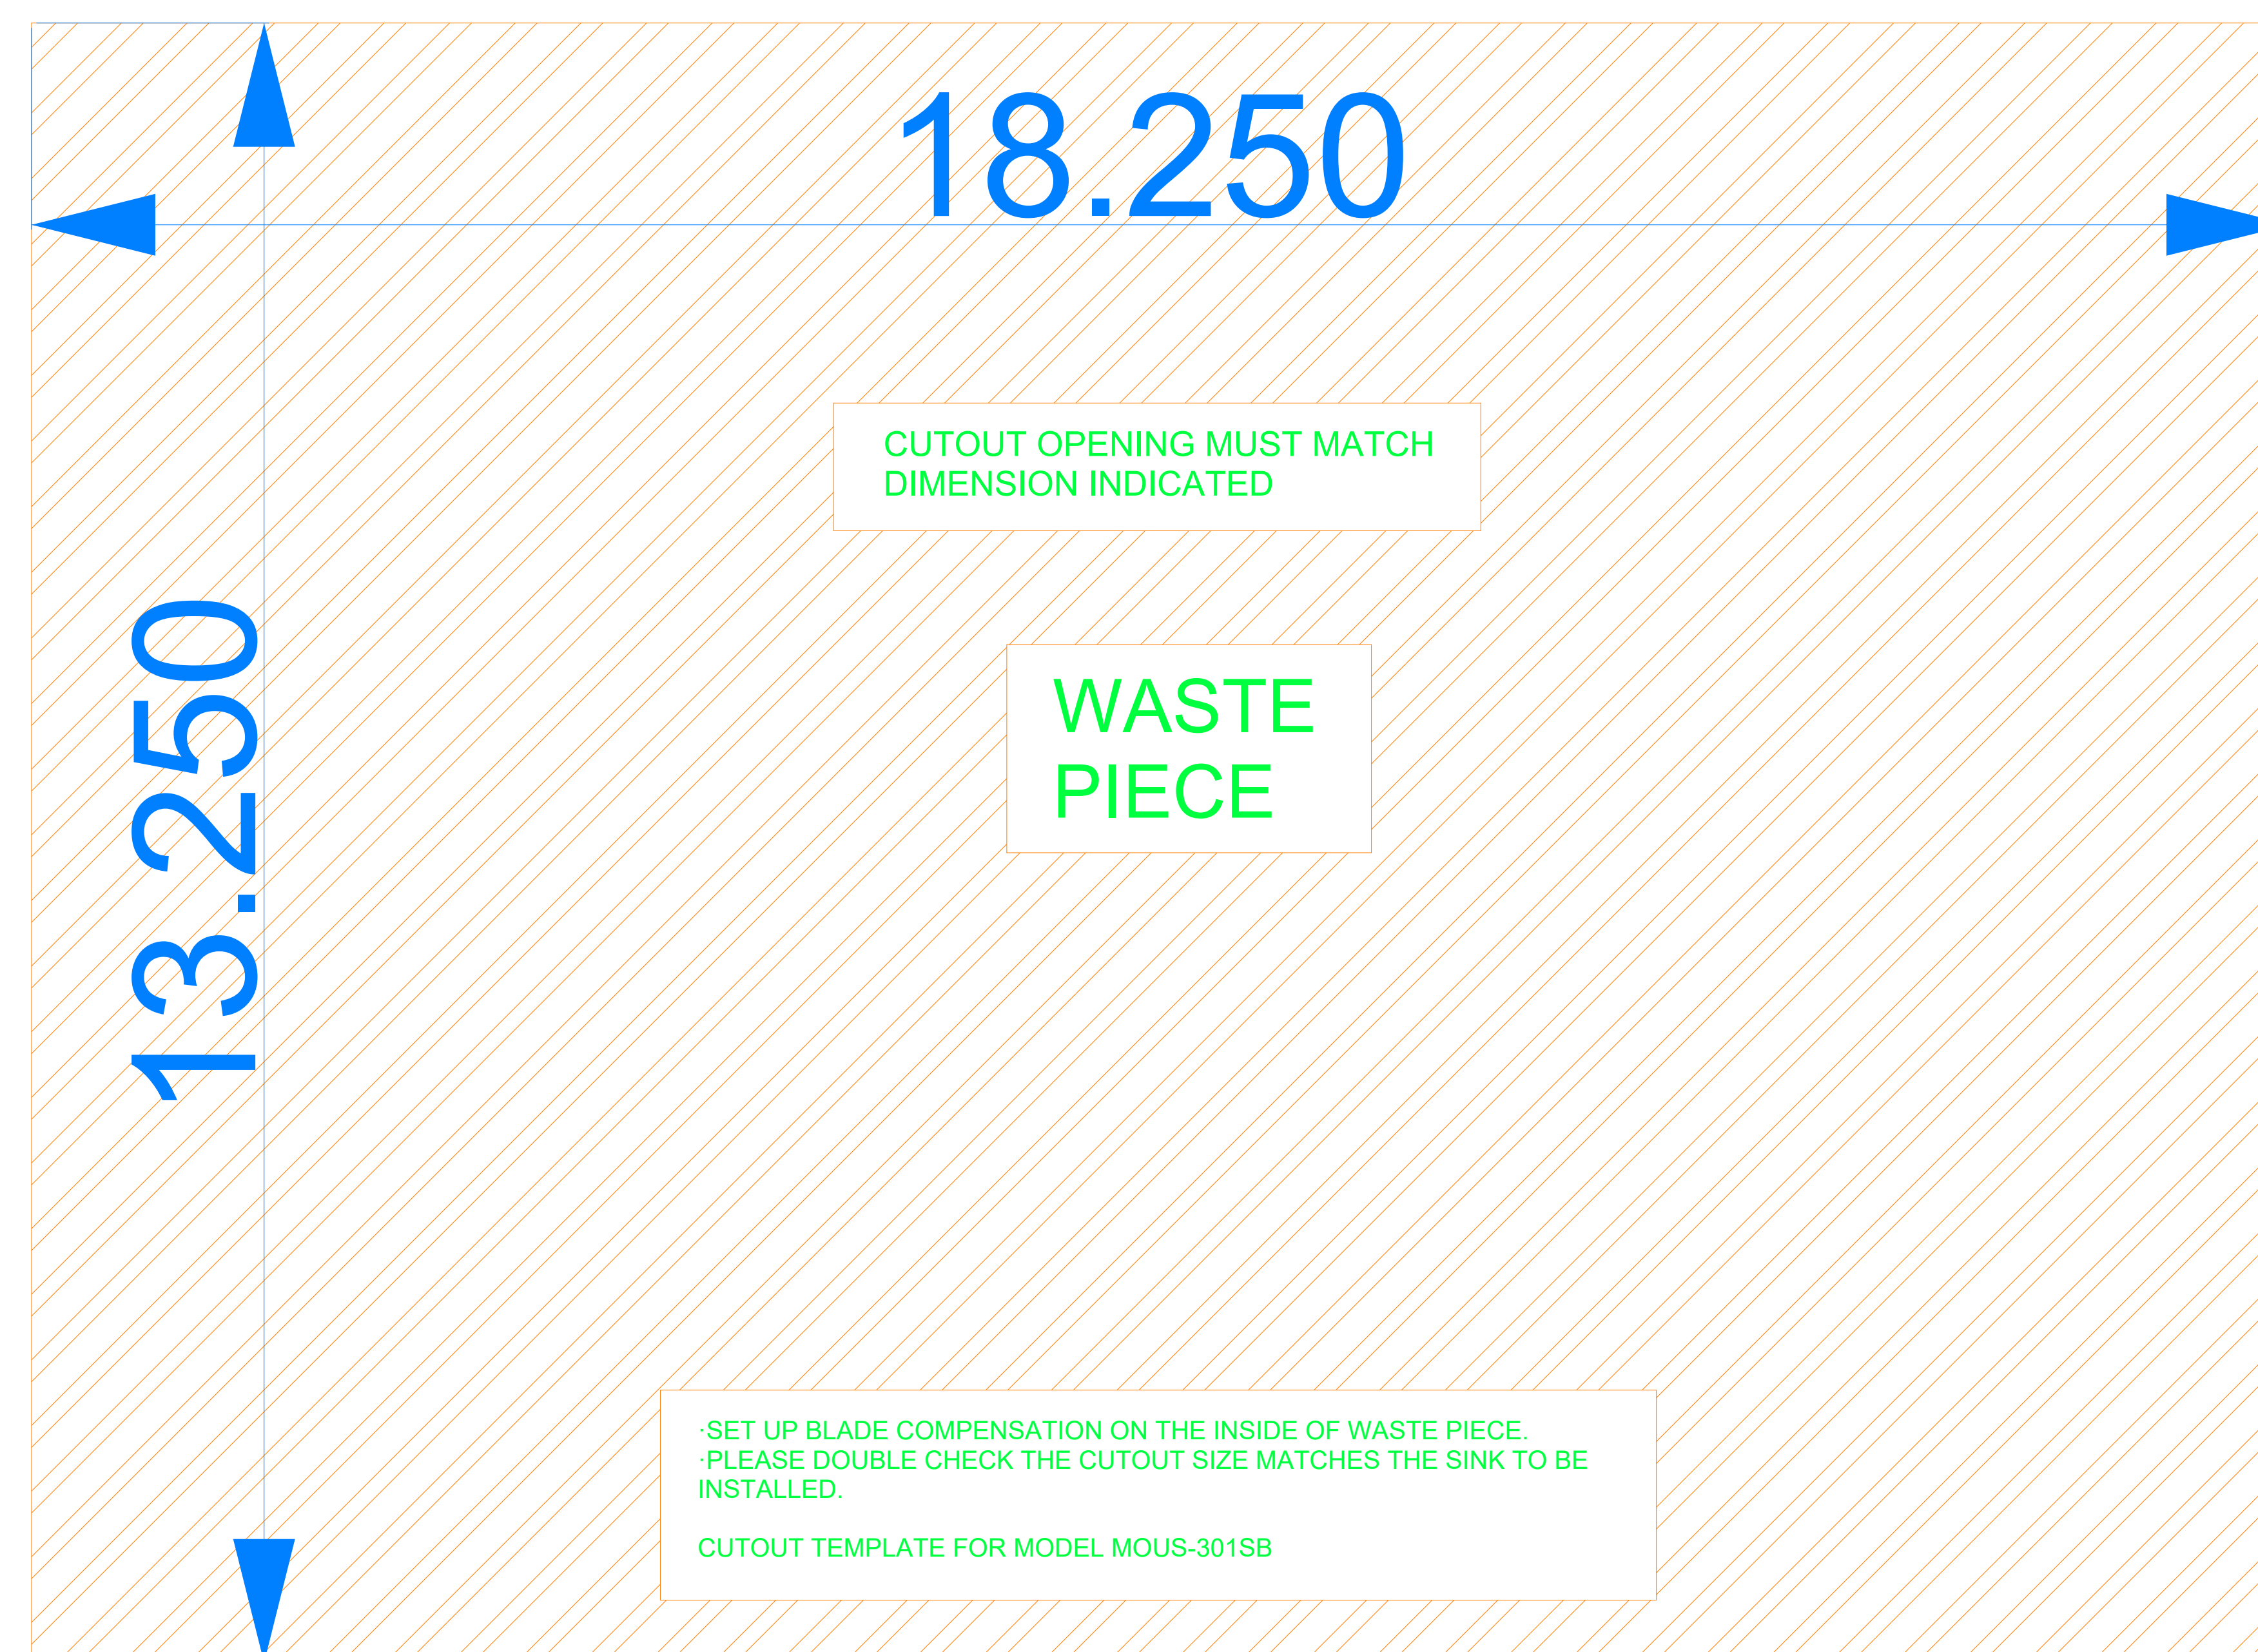 18.250
CUTOUT OPENING MUST MATCH
DIMENSION INDICATED
13.250
WASTE
PIECE
·SET UP BLADE COMPENSATION ON THE INSIDE OF WASTE PIECE.
·PLEASE DOUBLE CHECK THE CUTOUT SIZE MATCHES THE SINK TO BE
INSTALLED.
CUTOUT TEMPLATE FOR MODEL MOUS-301SB